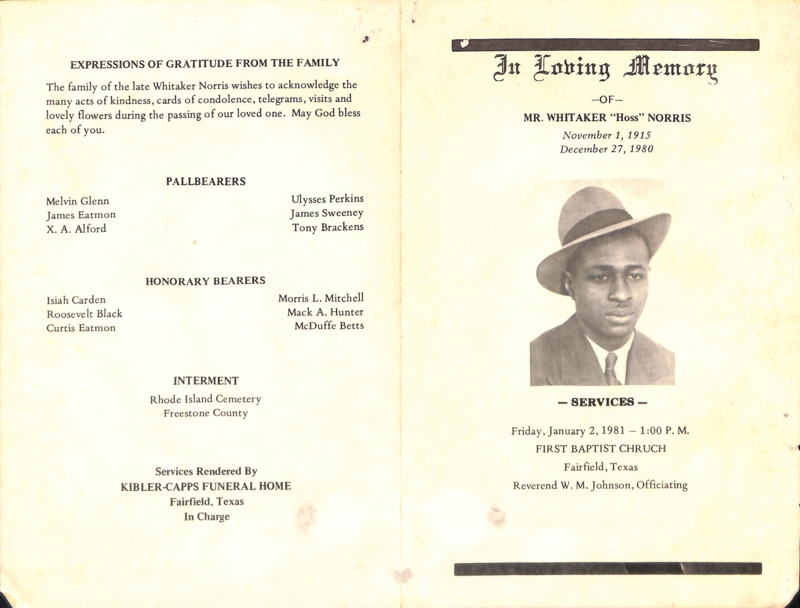 EXPRESSIONS OF GRATITUDE FROM THE FAMILY
The family of the late Whitaker Norris wishes to acknowledge the
many acts of kindness, cards of condolence, telegrams, visits and
lovely flowers during the passing of our loved one. May God bless
each of you.
PALLBEARERS
Melvin Glenn
James Eatmon
X. A. Alford
Ulysses Perkins
James Sweeney
Tony Brackens
HONORARY BEARERS
Isiah Carden
Roosevelt Black
Curtis Eatmon
Morris L. Mitchell
Mack A. Hunter
McDuffe Betts
INTERMENT
Rhode Island Cemetery
Freestone County
Services Rendered By
KIBLER-CAPPS FUNERAL HOME
Fairfield, Texas
In Charge
In Loving Memory
—OF—
MR. WHITAKER "Hoss" NORRIS
November 1, 1915
December 27, 1980
— SERVICES —
Friday, January 2, 1981 — 1:00 P. M.
FIRST BAPTIST CHRUCH
Fairfield, Texas
Reverend W. M. Johnson, Officiating